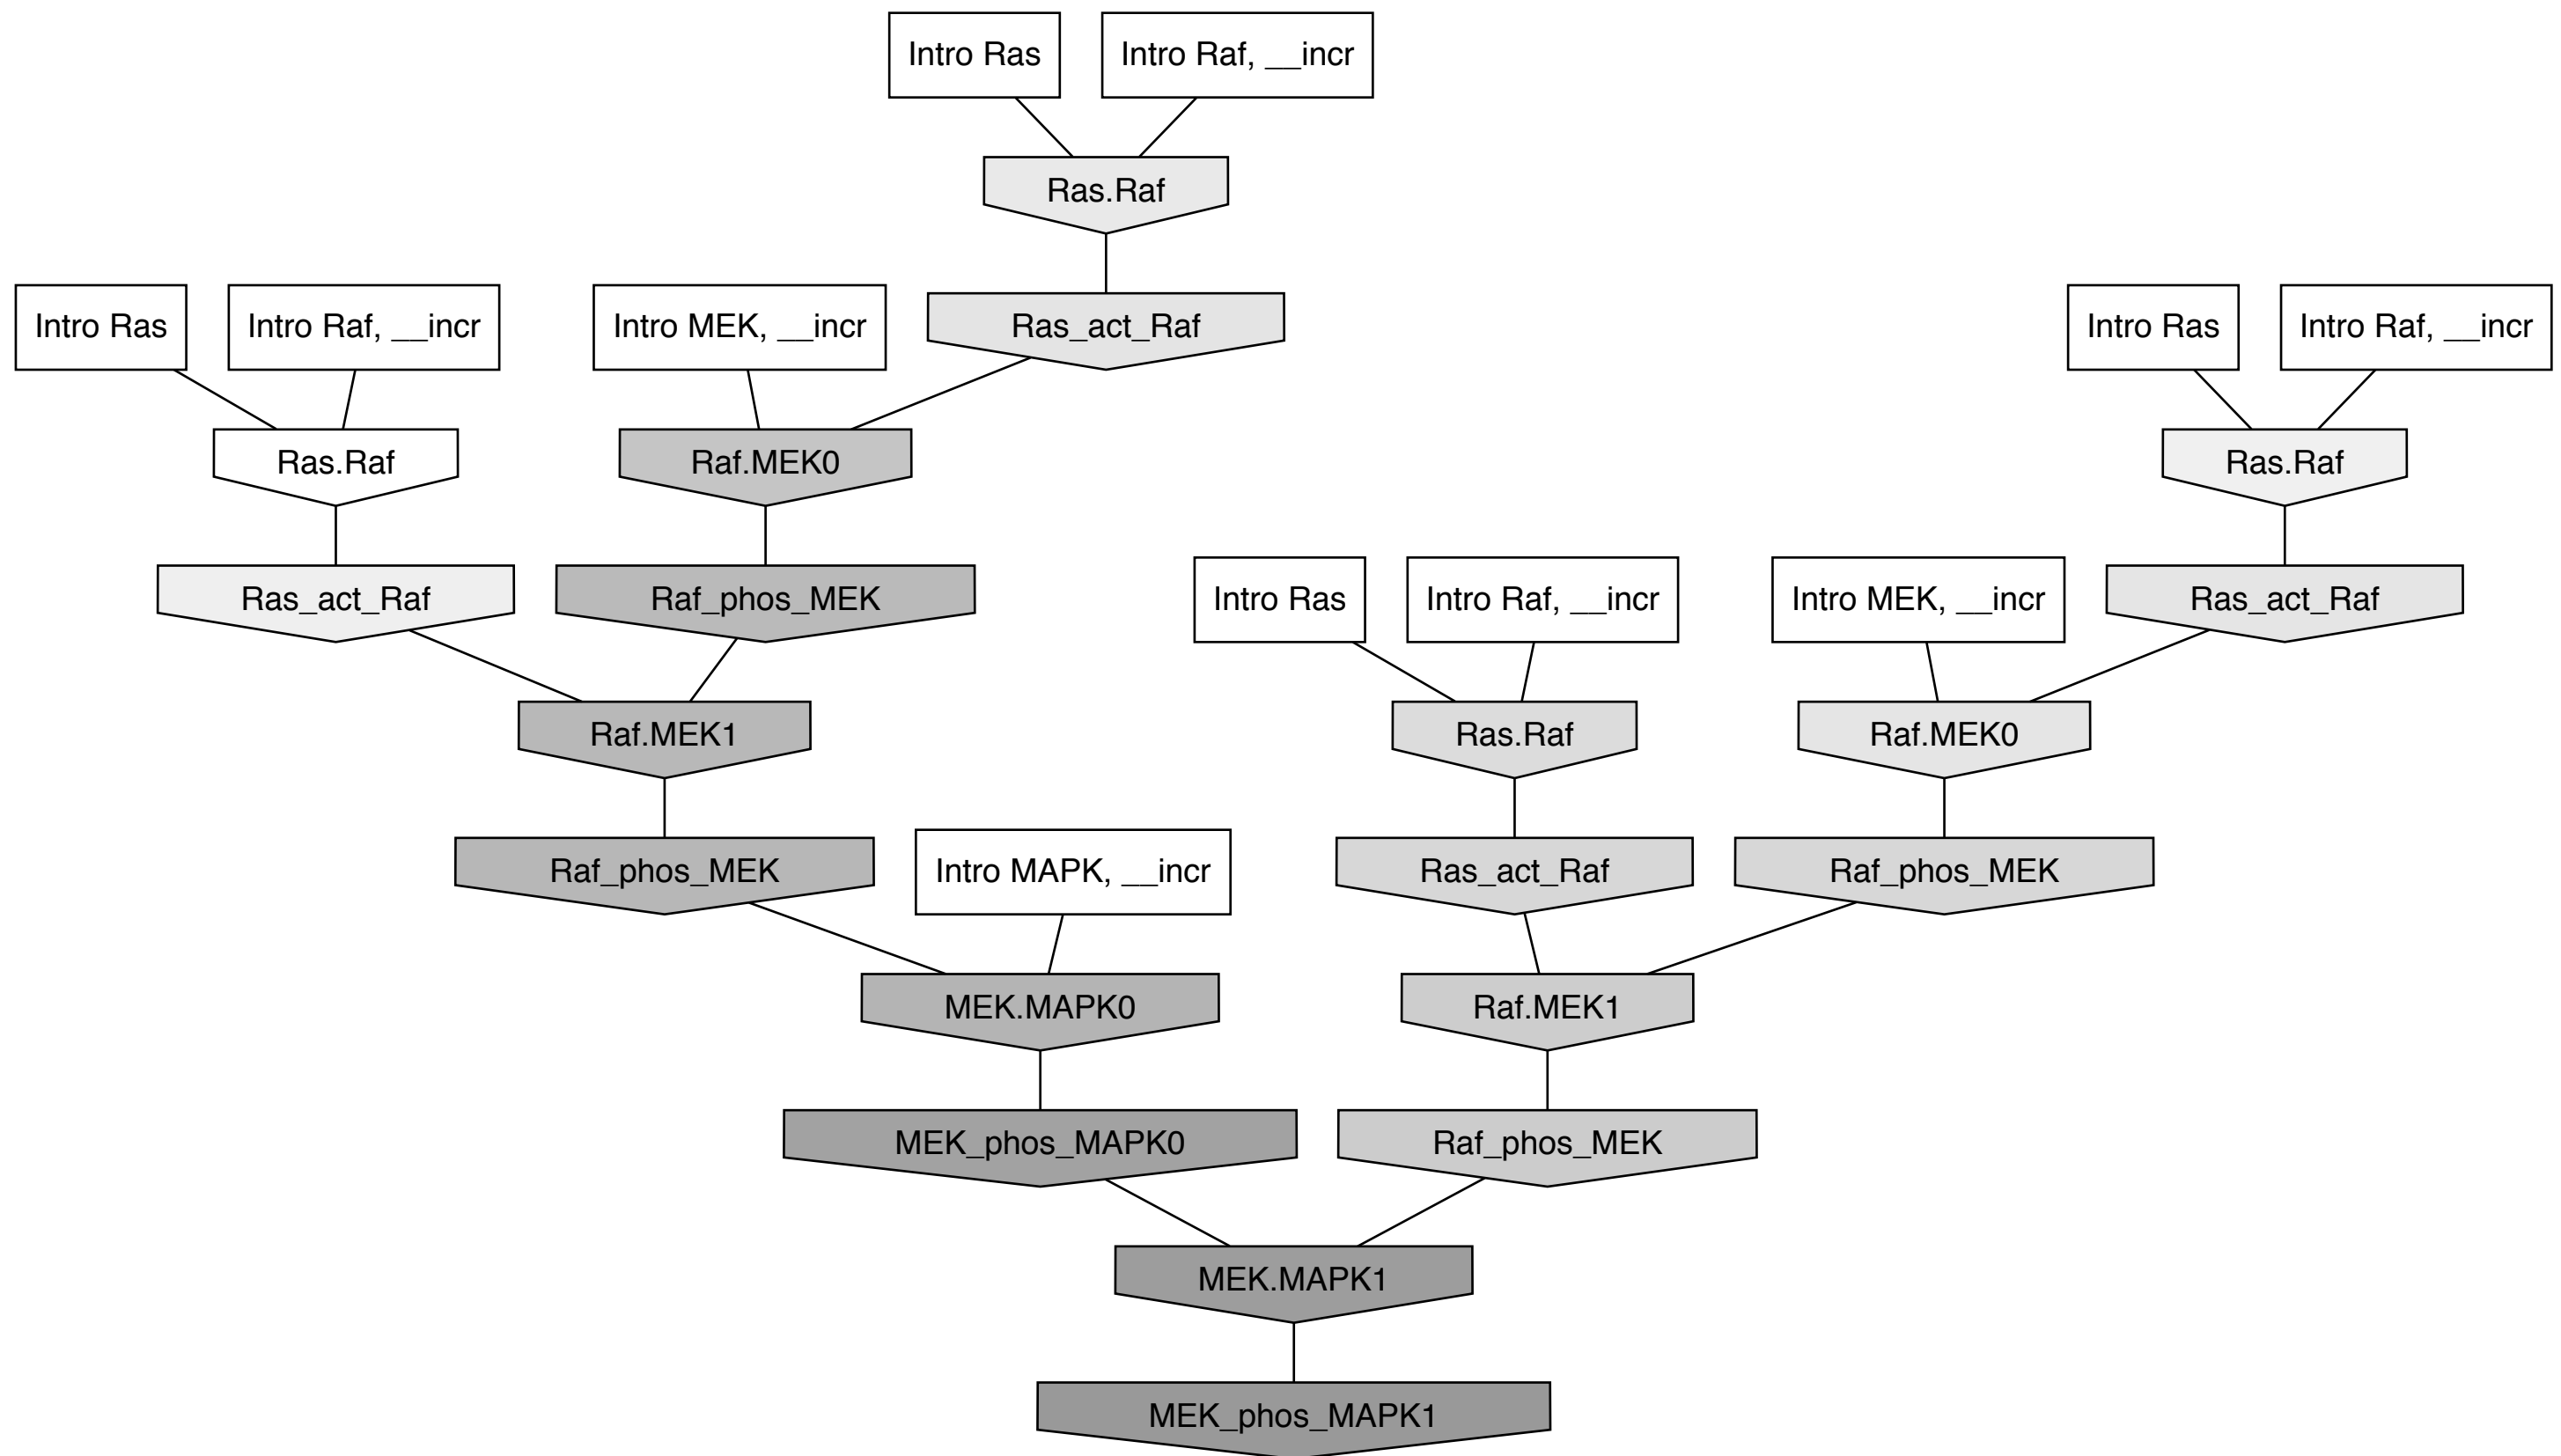 Intro Ras
Intro Raf, __incr
Ras.Raf
Intro Ras
Intro Raf, __incr
Intro MEK, __incr
Ras_act_Raf
Intro Ras
Intro Raf, __incr
Ras.Raf
Raf.MEK0
Ras.Raf
Ras_act_Raf
Raf_phos_MEK
Intro Ras
Intro Raf, __incr
Intro MEK, __incr
Ras_act_Raf
Raf.MEK1
Ras.Raf
Raf.MEK0
Raf_phos_MEK
Intro MAPK, __incr
Ras_act_Raf
Raf_phos_MEK
MEK.MAPK0
Raf.MEK1
MEK_phos_MAPK0
Raf_phos_MEK
MEK.MAPK1
MEK_phos_MAPK1